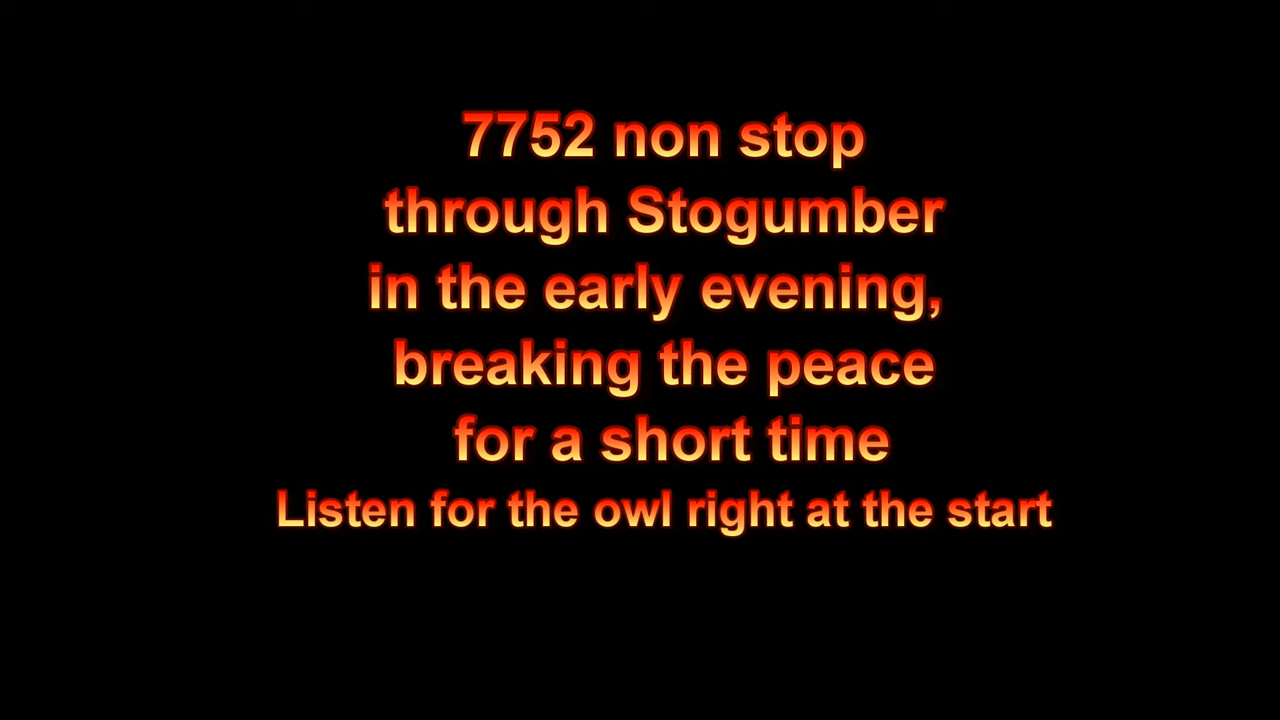 7752 non stop
through Stogumber
in the early evening,
breaking the peace
for a short time
Listen for the owl right at the start